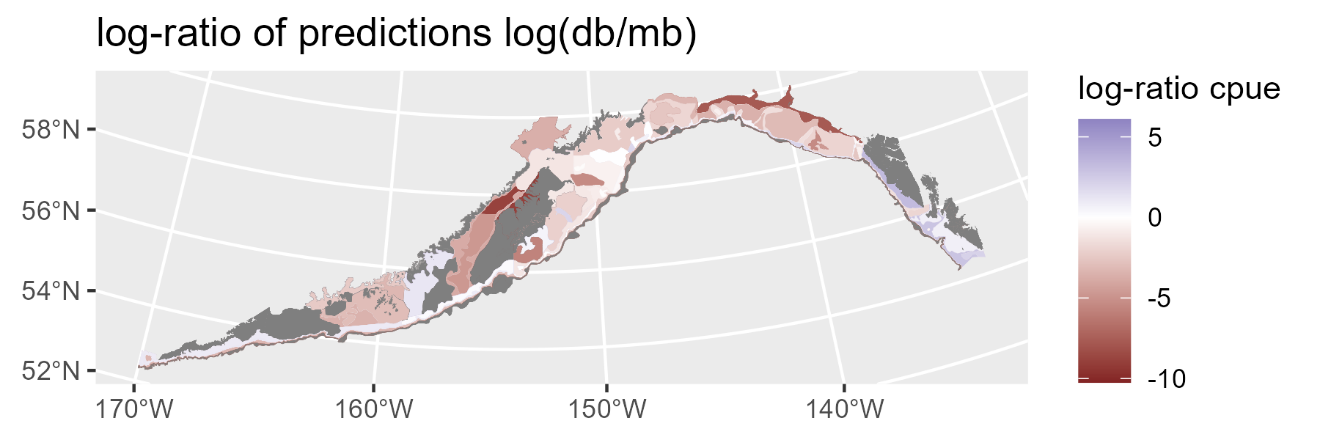 log-ratio of predictions log(db/mb)
log-ratio cpue
58°N
56°N
54°N
52°N
170°W
160°W
150°W
140°W
5
0
-5
-10